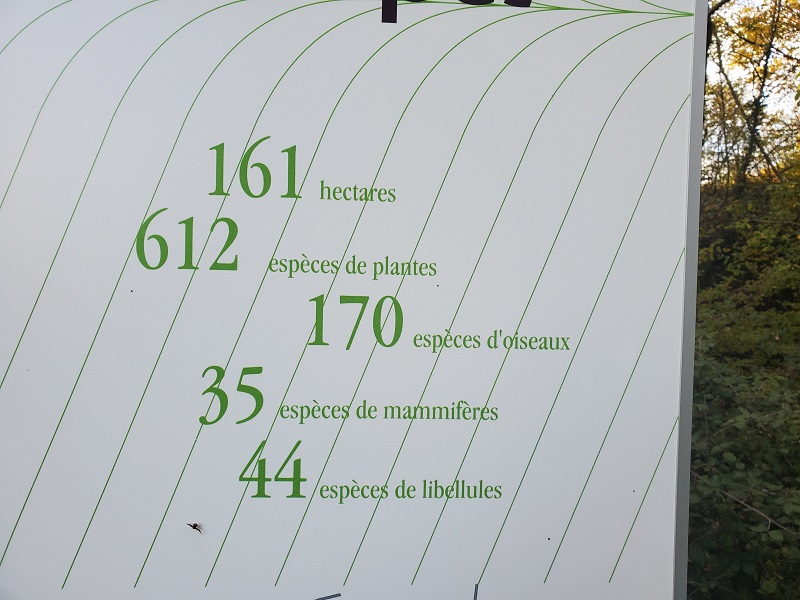 161 hectares
612 espèces de plantes
170 espèces d'oiseaux
35 espèces de mammifères
44 espèces de libellules